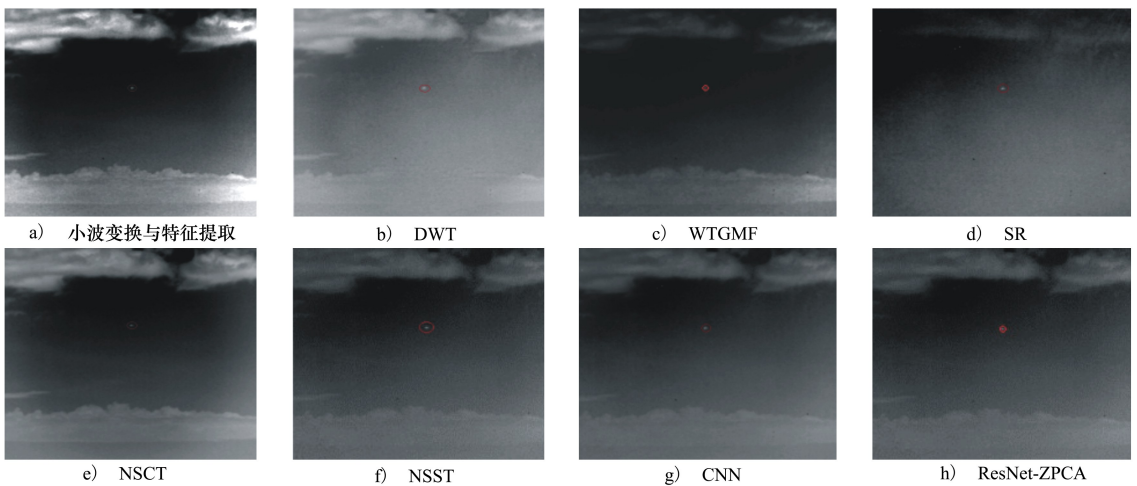 a) 小波变换与特征提取
b) DWT
c) WTGMF
d) SR
e) NSCT
f) NSST
g) CNN
h) ResNet-ZPCA